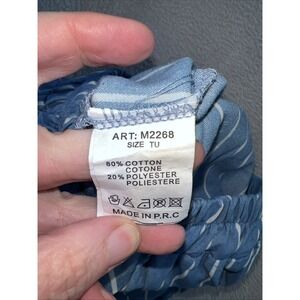 ART: M2268
SIZE TU
80% COTTON
COTONE
20% POLYESTER
POLIESTERE
MADE IN P.R.C